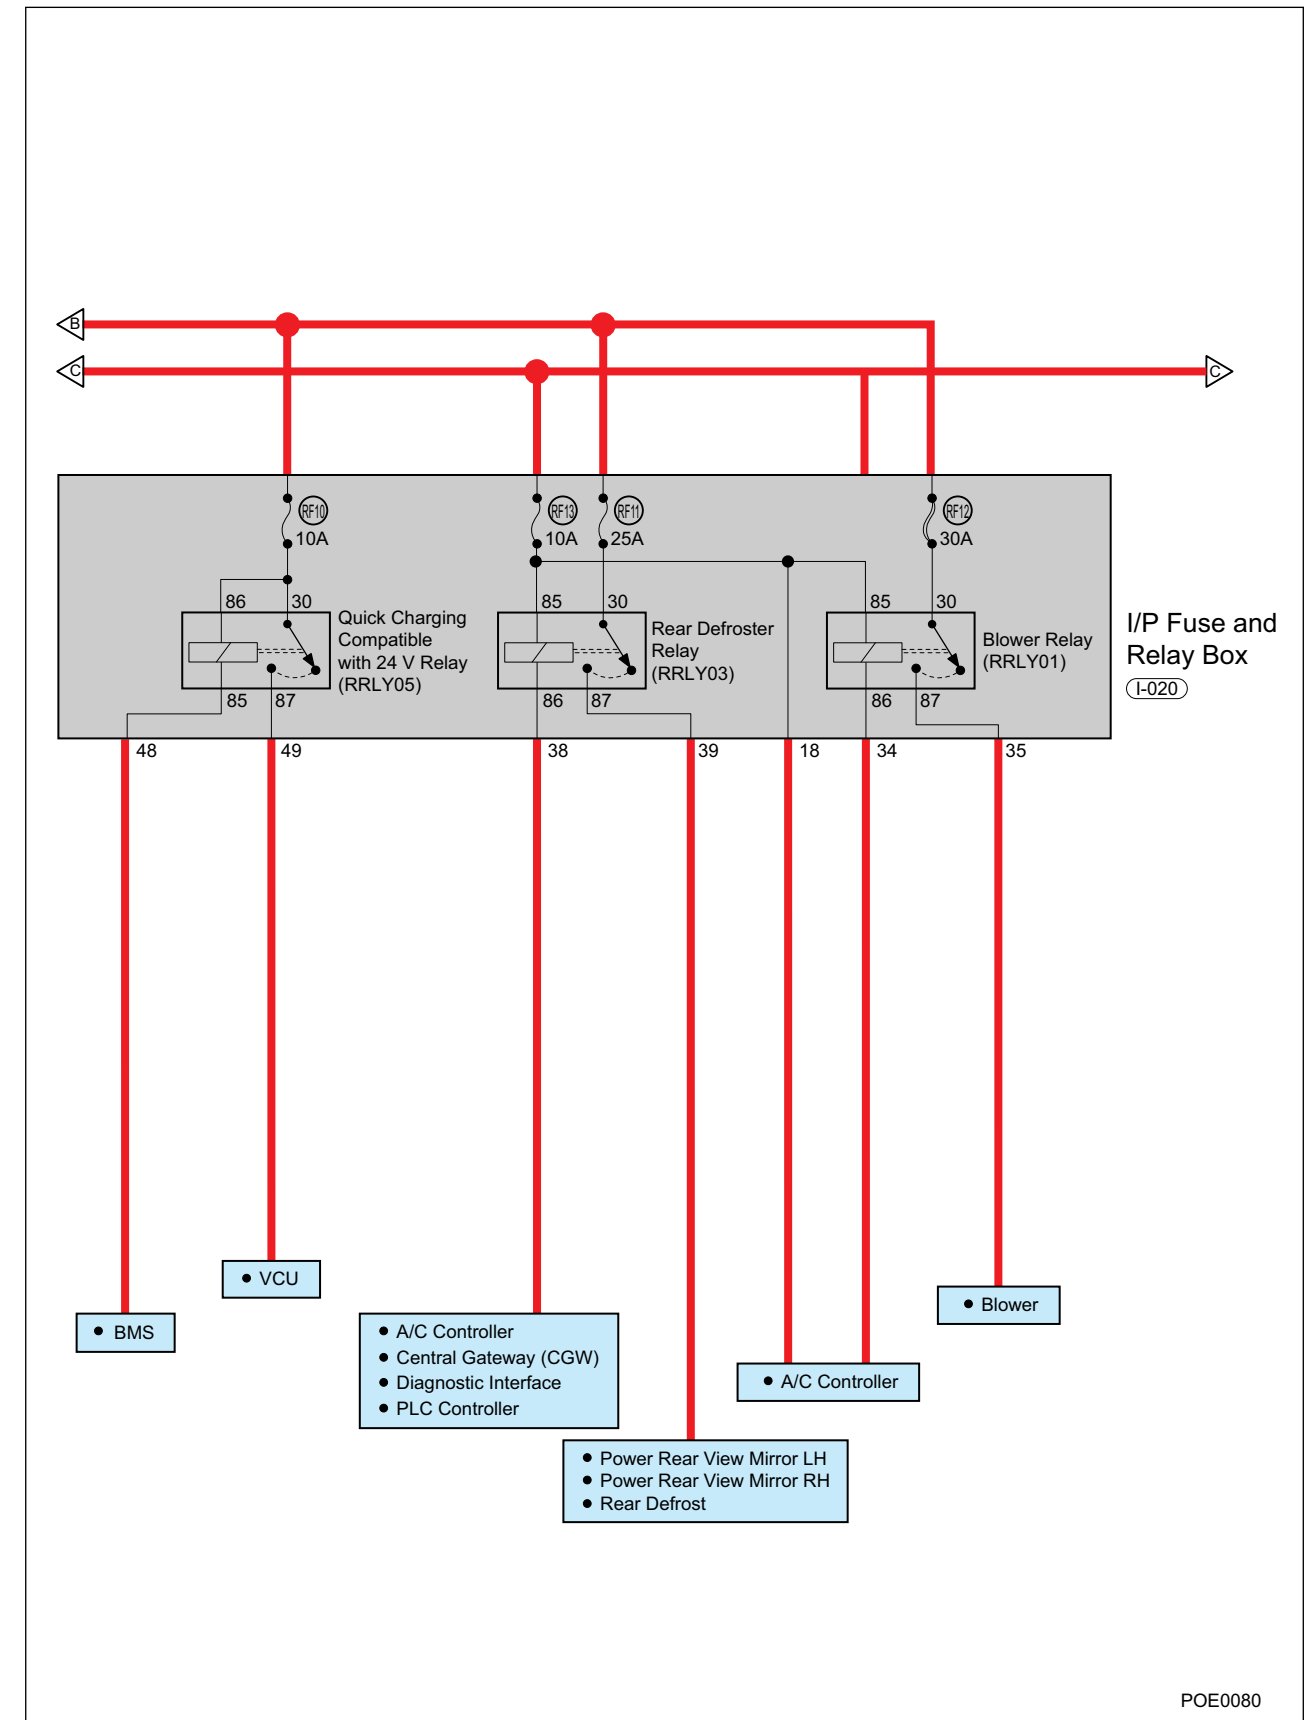 B
C
C
RF10
10A
RF13
10A
RF11
25A
RF12
30A
86
30
Quick Charging
Compatible
with 24 V Relay
(RRLY05)
85
87
85
30
Rear Defroster
Relay
(RRLY03)
86
87
85
30
Blower Relay
(RRLY01)
86
87
I/P Fuse and
Relay Box
I-020
48
49
38
39
18
34
35
• VCU
• BMS
• A/C Controller
• Central Gateway (CGW)
• Diagnostic Interface
• PLC Controller
• Blower
• A/C Controller
• Power Rear View Mirror LH
• Power Rear View Mirror RH
• Rear Defrost
POE0080